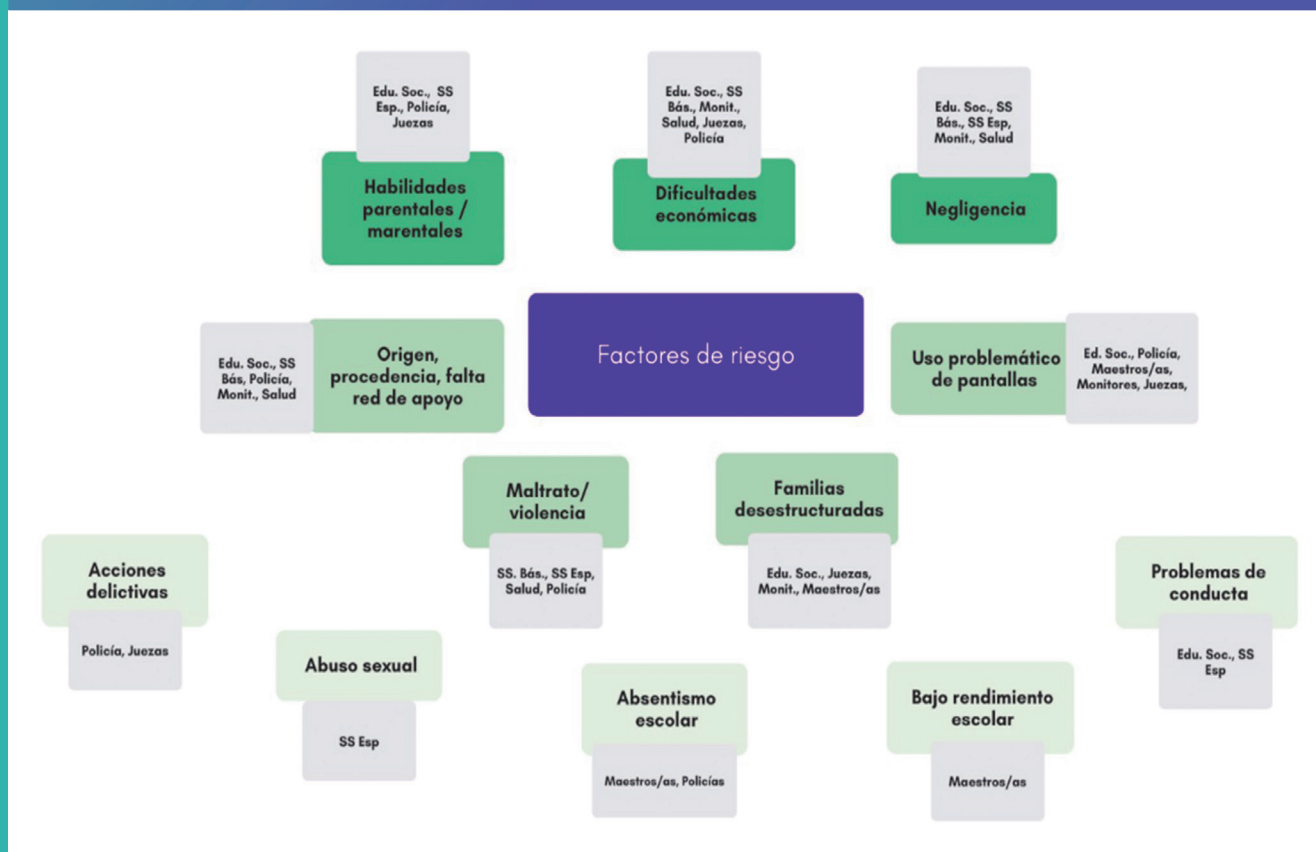 Edu. Soc., SS
Esp., Policía,
Juezas
Habilidades
parentales /
marentales
Edu. Soc., SS
Bás., Monit.,
Salud, Juezas,
Policía
Dificultades
económicas
Edu. Soc., SS
Bás., SS Esp,
Monit., Salud
Negligencia
Edu. Soc., SS
Bás, Policía,
Monit., Salud
Origen,
procedencia, falta
red de apoyo
Factores de riesgo
Uso problemático
de pantallas
Ed. Soc., Policía,
Maestros/as,
Monitores, Juezas,
Maltrato/
violencia
SS. Bás., SS Esp,
Salud, Policía
Familias
desestructuradas
Edu. Soc., Juezas,
Monit., Maestros/as
Acciones
delictivas
Policía, Juezas
Problemas de
conducta
Edu. Soc., SS
Esp
Abuso sexual
SS Esp
Absentismo
escolar
Maestros/as, Policías
Bajo rendimiento
escolar
Maestros/as